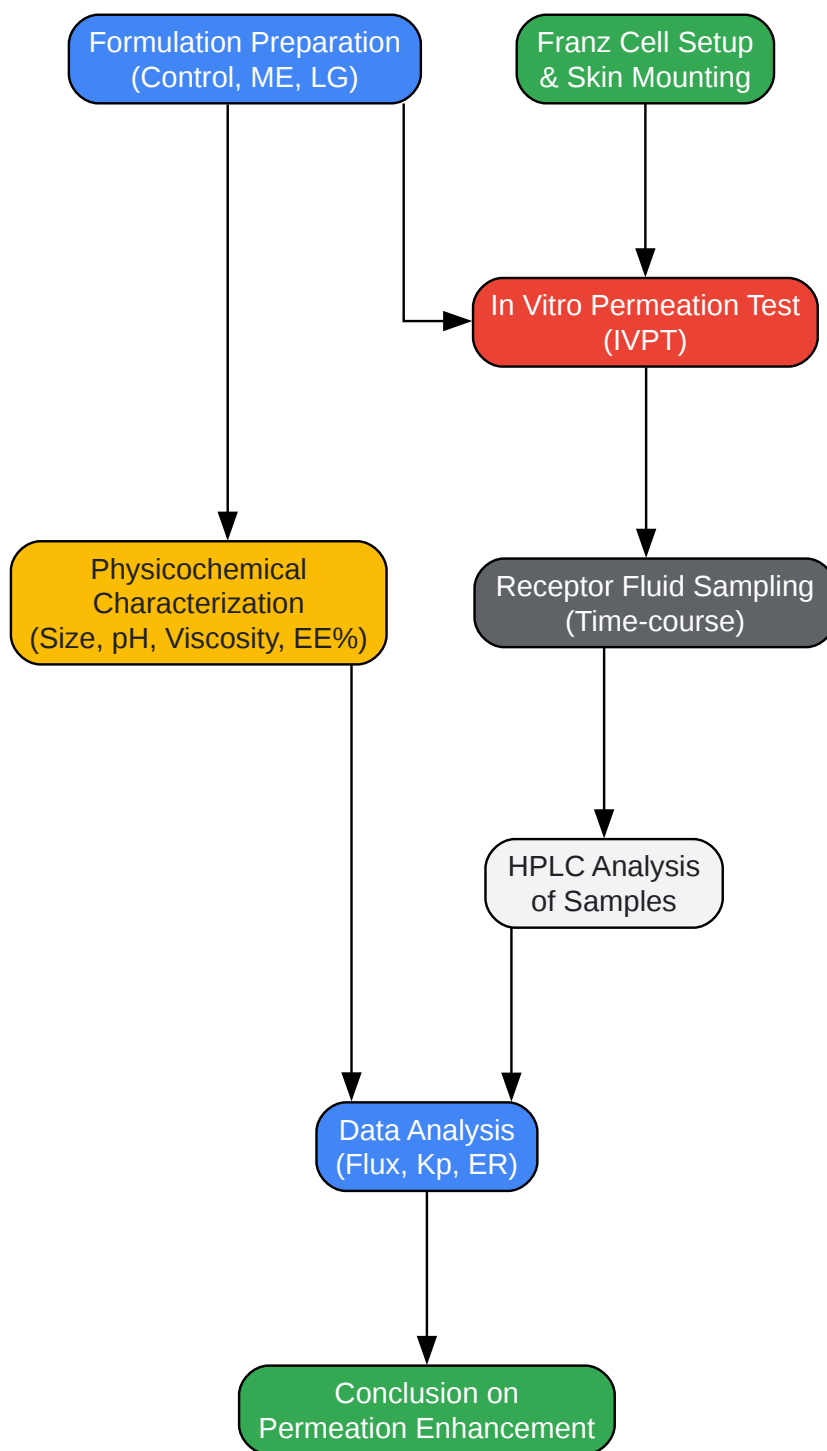 Formulation Preparation
(Control, ME, LG)
Franz Cell Setup
& Skin Mounting
In Vitro Permeation Test
(IVPT)
Physicochemical
Characterization
(Size, pH, Viscosity, EE%)
Receptor Fluid Sampling
(Time-course)
HPLC Analysis
of Samples
Data Analysis
(Flux, Kp, ER)
Conclusion on
Permeation Enhancement